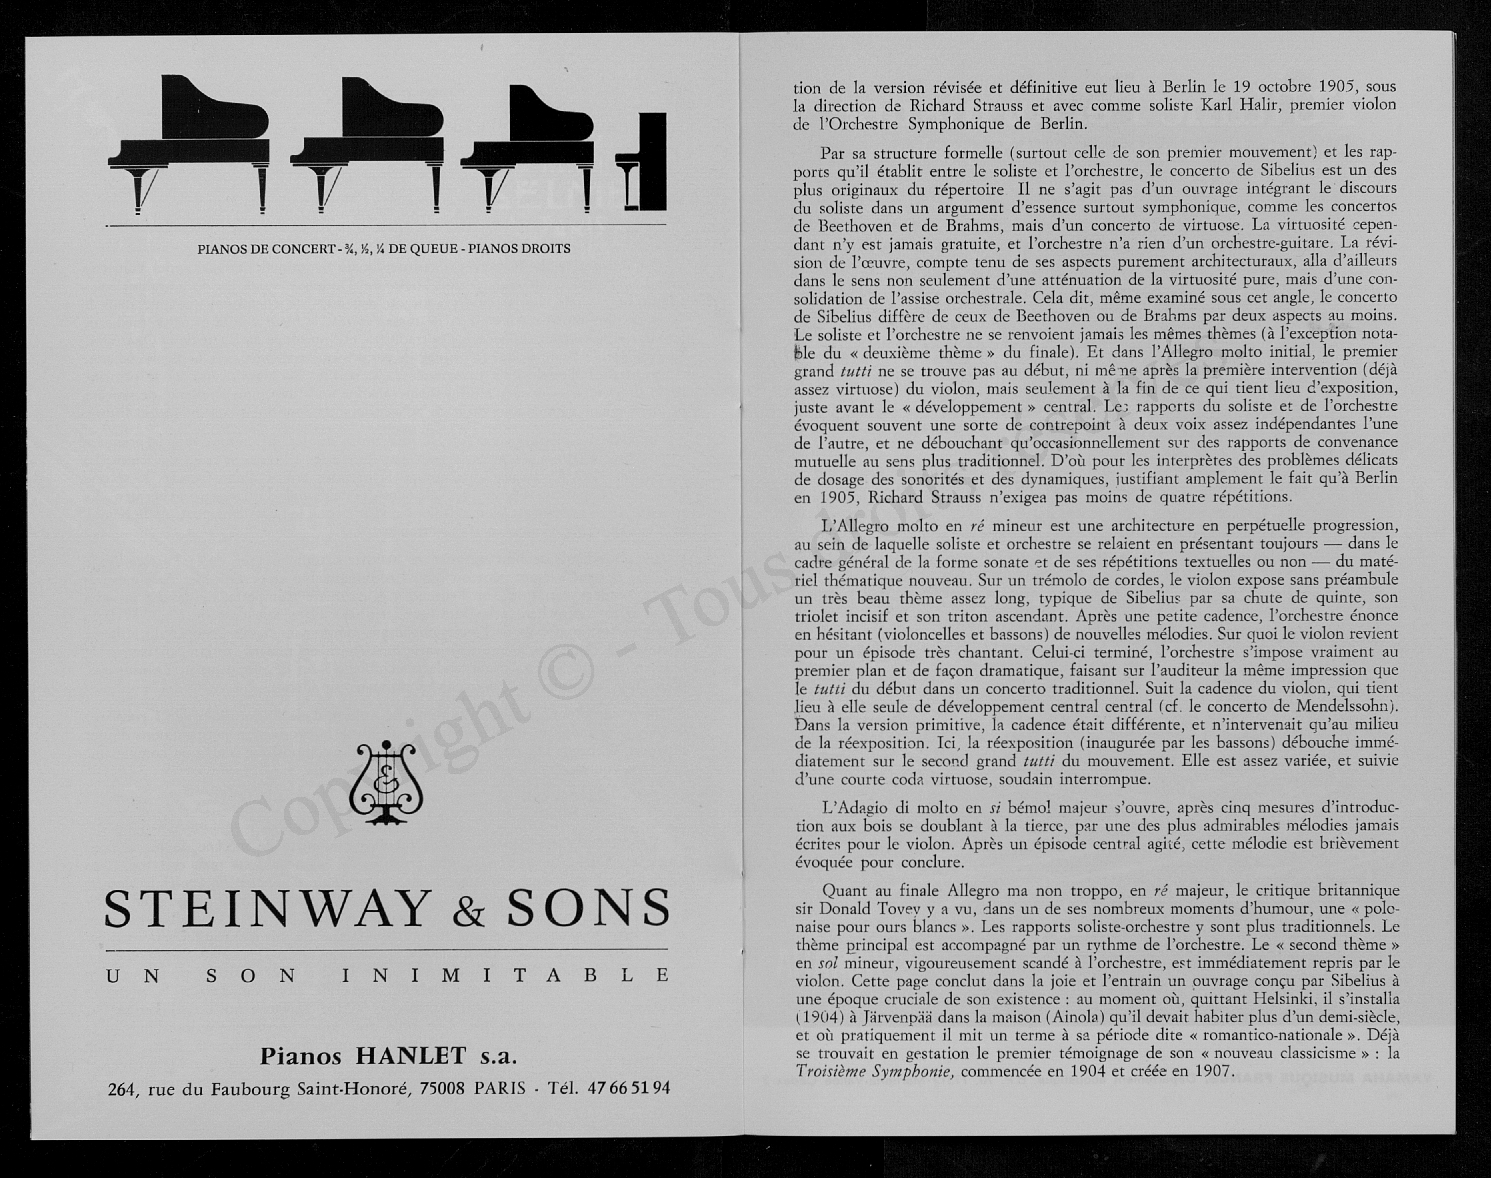 PIANOS DE CONCERT - ¾, ½, ¼ DE QUEUE - PIANOS DROITS
STEINWAY & SONS
UN SON INIMITABLE
Pianos HANLET s.a.
264, rue du Faubourg Saint-Honoré, 75008 PARIS - Tél. 47 66 51 94
tion de la version révisée et définitive eut lieu à Berlin le 19 octobre 1905, sous
la direction de Richard Strauss et avec comme soliste Karl Halir, premier violon
de l'Orchestre Symphonique de Berlin.
Par sa structure formelle (surtout celle de son premier mouvement) et les rap-
ports qu'il établit entre le soliste et l'orchestre, le concerto de Sibelius est un des
plus originaux du répertoire Il ne s'agit pas d'un ouvrage intégrant le discours
du soliste dans un argument d'essence surtout symphonique, comme les concertos
de Beethoven et de Brahms, mais d'un concerto de virtuose. La virtuosité cepen-
dant n'y est jamais gratuite, et l'orchestre n'a rien d'un orchestre-guitare. La révi-
sion de l'œuvre, compte tenu de ses aspects purement architecturaux, alla d'ailleurs
dans le sens non seulement d'une atténuation de la virtuosité pure, mais d'une con-
solidation de l'assise orchestrale. Cela dit, même examiné sous cet angle, le concerto
de Sibelius diffère de ceux de Beethoven ou de Brahms par deux aspects au moins.
Le soliste et l'orchestre ne se renvoient jamais les mêmes thèmes (à l'exception nota-
ble du « deuxième thème » du finale). Et dans l'Allegro molto initial, le premier
grand tutti ne se trouve pas au début, ni même après la première intervention (déjà
assez virtuose) du violon, mais seulement à la fin de ce qui tient lieu d'exposition,
juste avant le « développement » central. Les rapports du soliste et de l'orchestre
évoquent souvent une sorte de contrepoint à deux voix assez indépendantes l'une
de l'autre, et ne débouchant qu'occasionnellement sur des rapports de convenance
mutuelle au sens plus traditionnel. D'où pour les interprètes des problèmes délicats
de dosage des sonorités et des dynamiques, justifiant amplement le fait qu'à Berlin
en 1905, Richard Strauss n'exigea pas moins de quatre répétitions.
L'Allegro molto en ré mineur est une architecture en perpétuelle progression,
au sein de laquelle soliste et orchestre se relaient en présentant toujours — dans le
cadre général de la forme sonate et de ses répétitions textuelles ou non — du maté-
riel thématique nouveau. Sur un trémolo de cordes, le violon expose sans préambule
un très beau thème assez long, typique de Sibelius par sa chute de quinte, son
triolet incisif et son triton ascendant. Après une petite cadence, l'orchestre énonce
en hésitant (violoncelles et bassons) de nouvelles mélodies. Sur quoi le violon revient
pour un épisode très chantant. Celui-ci terminé, l'orchestre s'impose vraiment au
premier plan et de façon dramatique, faisant sur l'auditeur la même impression que
le tutti du début dans un concerto traditionnel. Suit la cadence du violon, qui tient
lieu à elle seule de développement central central (cf. le concerto de Mendelssohn).
Dans la version primitive, la cadence était différente, et n'intervenait qu'au milieu
de la réexposition. Ici, la réexposition (inaugurée par les bassons) débouche immé-
diatement sur le second grand tutti du mouvement. Elle est assez variée, et suivie
d'une courte coda virtuose, soudain interrompue.
L'Adagio di molto en si bémol majeur s'ouvre, après cinq mesures d'introduc-
tion aux bois se doublant à la tierce, par une des plus admirables mélodies jamais
écrites pour le violon. Après un épisode central agité, cette mélodie est brièvement
évoquée pour conclure.
Quant au finale Allegro ma non troppo, en ré majeur, le critique britannique
sir Donald Tovey y a vu, dans un de ses nombreux moments d'humour, une « polo-
naise pour ours blancs ». Les rapports soliste-orchestre y sont plus traditionnels. Le
thème principal est accompagné par un rythme de l'orchestre. Le « second thème »
en sol mineur, vigoureusement scandé à l'orchestre, est immédiatement repris par le
violon. Cette page conclut dans la joie et l'entrain un ouvrage conçu par Sibelius à
une époque cruciale de son existence : au moment où, quittant Helsinki, il s'installa
(1904) à Järvenpää dans la maison (Ainola) qu'il devait habiter plus d'un demi-siècle,
et où pratiquement il mit un terme à sa période dite « romantico-nationale ». Déjà
se trouvait en gestation le premier témoignage de son « nouveau classicisme » : la
Troisième Symphonie, commencée en 1904 et créée en 1907.
Copyright © - Tous droits